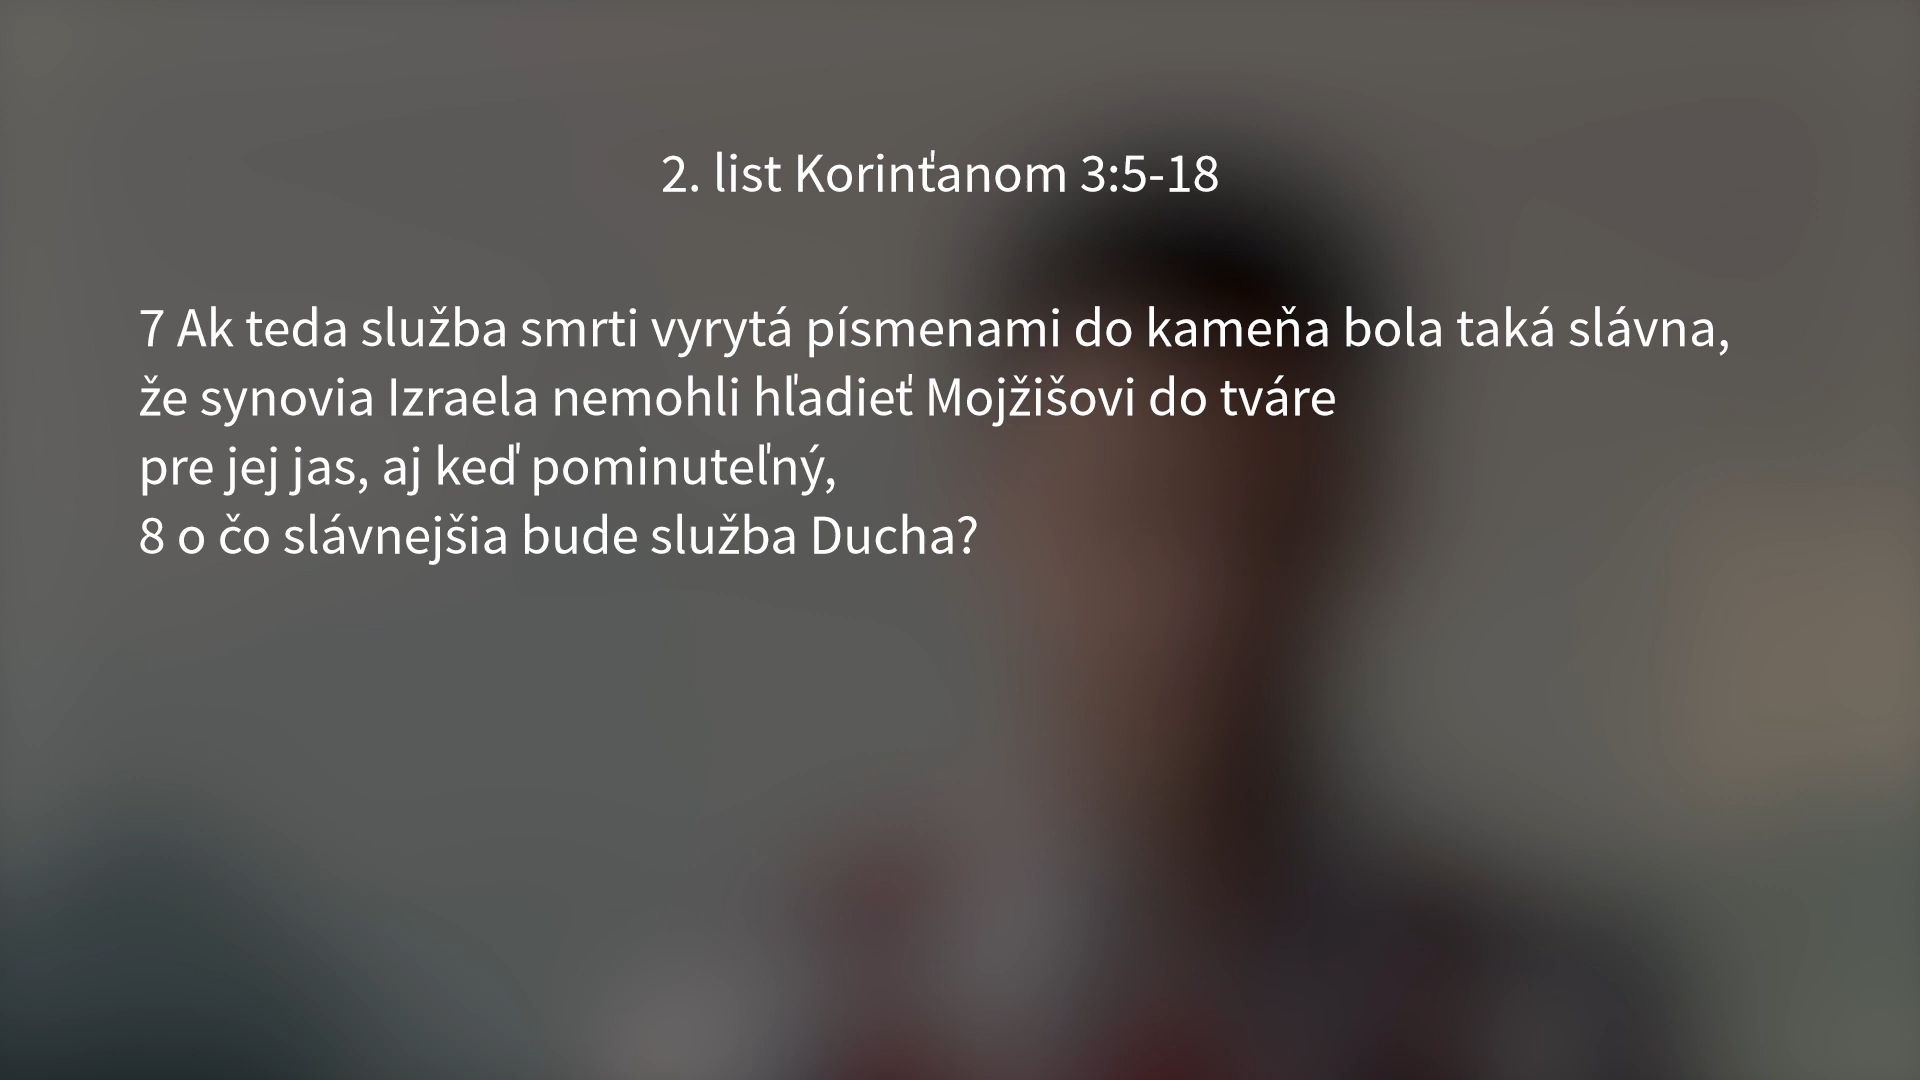 2. list Korinťanom 3:5-18
7 Ak teda služba smrti vyrytá písmenami do kameňa bola taká slávna,
že synovia Izraela nemohli hľadieť Mojžišovi do tváre
pre jej jas, aj keď pominuteľný,
8 o čo slávnejšia bude služba Ducha?